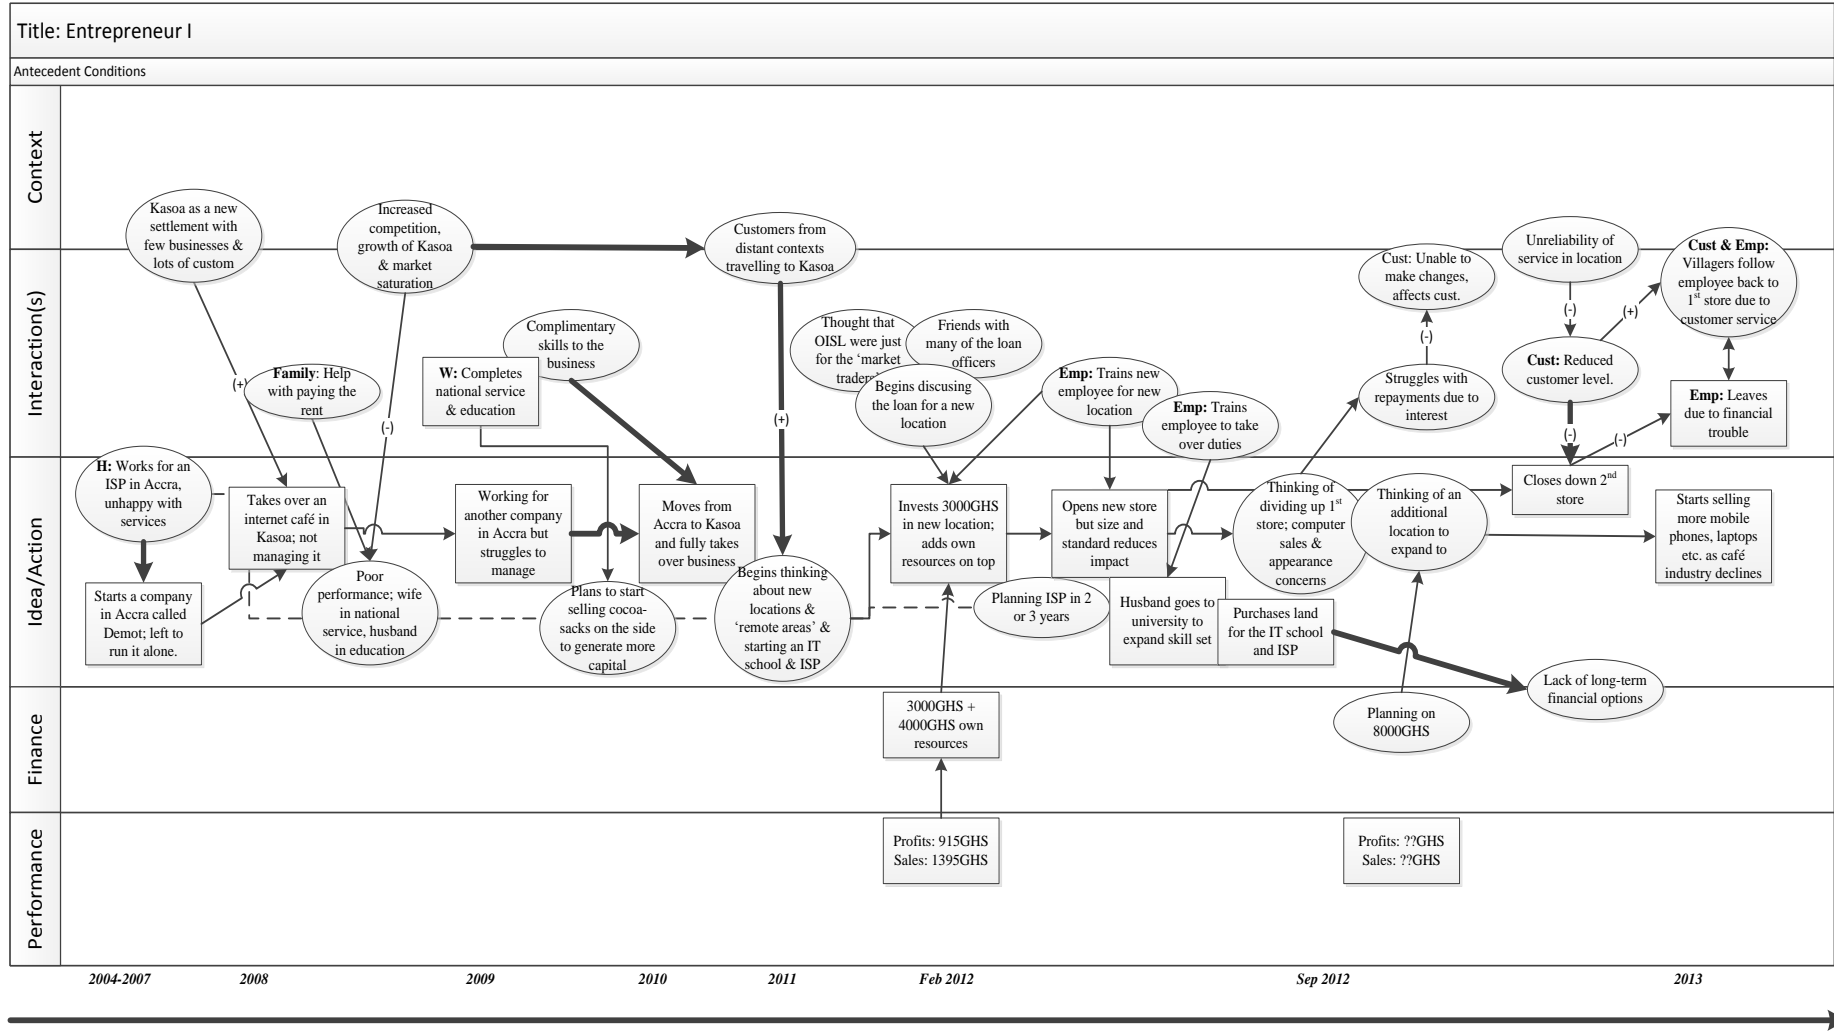 Title: Entrepreneur I
Antecedent Conditions
Context
Kasoa as a new
settlement with
few businesses &
lots of custom
Increased
competition,
growth of Kasoa
& market
saturation
Customers from
distant contexts
travelling to Kasoa
Unreliability of
service in location
Interaction(s)
Cust: Unable to
make changes,
affects cust.
Cust & Emp:
Villagers follow
employee back to
1st store due to
customer service
(+)
Family: Help
with paying the
rent
(-)
W: Completes
national service
& education
Complimentary
skills to the
business
(+)
Thought that
OISL were just
for the ‘market
traders’
Friends with
many of the loan
officers
Begins discusing
the loan for a new
location
Emp: Trains new
employee for new
location
Emp: Trains
employee to take
over duties
(-)
Struggles with
repayments due to
interest
(-)
(+)
Cust: Reduced
customer level.
(-)
(-)
Emp: Leaves
due to financial
trouble
Idea/Action
H: Works for an
ISP in Accra,
unhappy with
services
Starts a company
in Accra called
Demot; left to
run it alone.
Takes over an
internet café in
Kasoa; not
managing it
Poor
performance; wife
in national
service, husband
in education
Working for
another company
in Accra but
struggles to
manage
Plans to start
selling cocoa-
sacks on the side
to generate more
capital
Moves from
Accra to Kasoa
and fully takes
over business
Begins thinking
about new
locations &
‘remote areas’ &
starting an IT
school & ISP
Invests 3000GHS
in new location;
adds own
resources on top
Planning ISP in 2
or 3 years
Opens new store
but size and
standard reduces
impact
Husband goes to
university to
expand skill set
Purchases land
for the IT school
and ISP
Thinking of
dividing up 1st
store; computer
sales &
appearance
concerns
Thinking of an
additional
location to
expand to
Closes down 2nd
store
Starts selling
more mobile
phones, laptops
etc. as café
industry declines
Lack of long-term
financial options
Finance
3000GHS +
4000GHS own
resources
Planning on
8000GHS
Performance
Profits: 915GHS
Sales: 1395GHS
Profits: ??GHS
Sales: ??GHS
2004-2007
2008
2009
2010
2011
Feb 2012
Sep 2012
2013